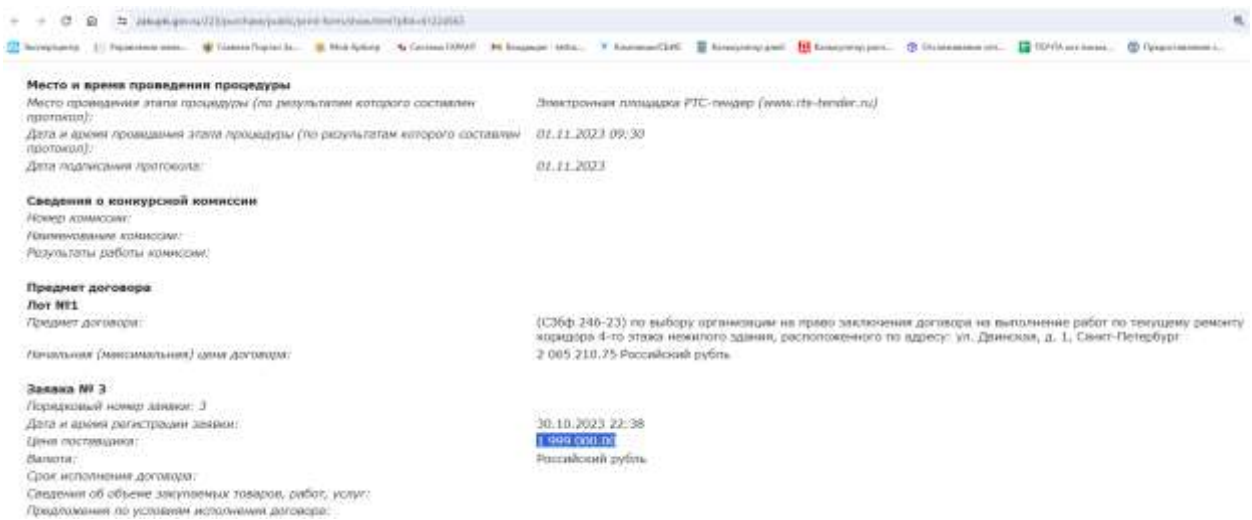 Место и время проведения процедуры
Место проведения этапа процедуры (по результатам которого составлен Электронная площадка РТС-тендер (www.rts-tender.ru)
протокол):
Дата и время проведения этапа процедуры (по результатам которого составлен 01.11.2023 09:30
протокол):
Дата подписания протокола: 01.11.2023
Сведения о конкурсной комиссии
Номер комиссии:
Наименование комиссии:
Результаты работы комиссии:
Предмет договора
Лот №1
Предмет договора: (СЗбф 246-23) по выбору организации на право заключения договора на выполнение работ по текущему ремонту
коридора 4-го этажа нежилого здания, расположенного по адресу: ул. Двинская, д. 1, Санкт-Петербург
Начальная (максимальная) цена договора: 2 085 210.75 Российский рубль
Заявка № 3
Порядковый номер заявки: 3
Дата и время регистрации заявки: 30.10.2023 22:38
Цена поставщика: 1 999 000.00
Валюта: Российский рубль
Срок исполнения договора:
Сведения об объеме закупаемых товаров, работ, услуг:
Предложения по условиям исполнения договора: